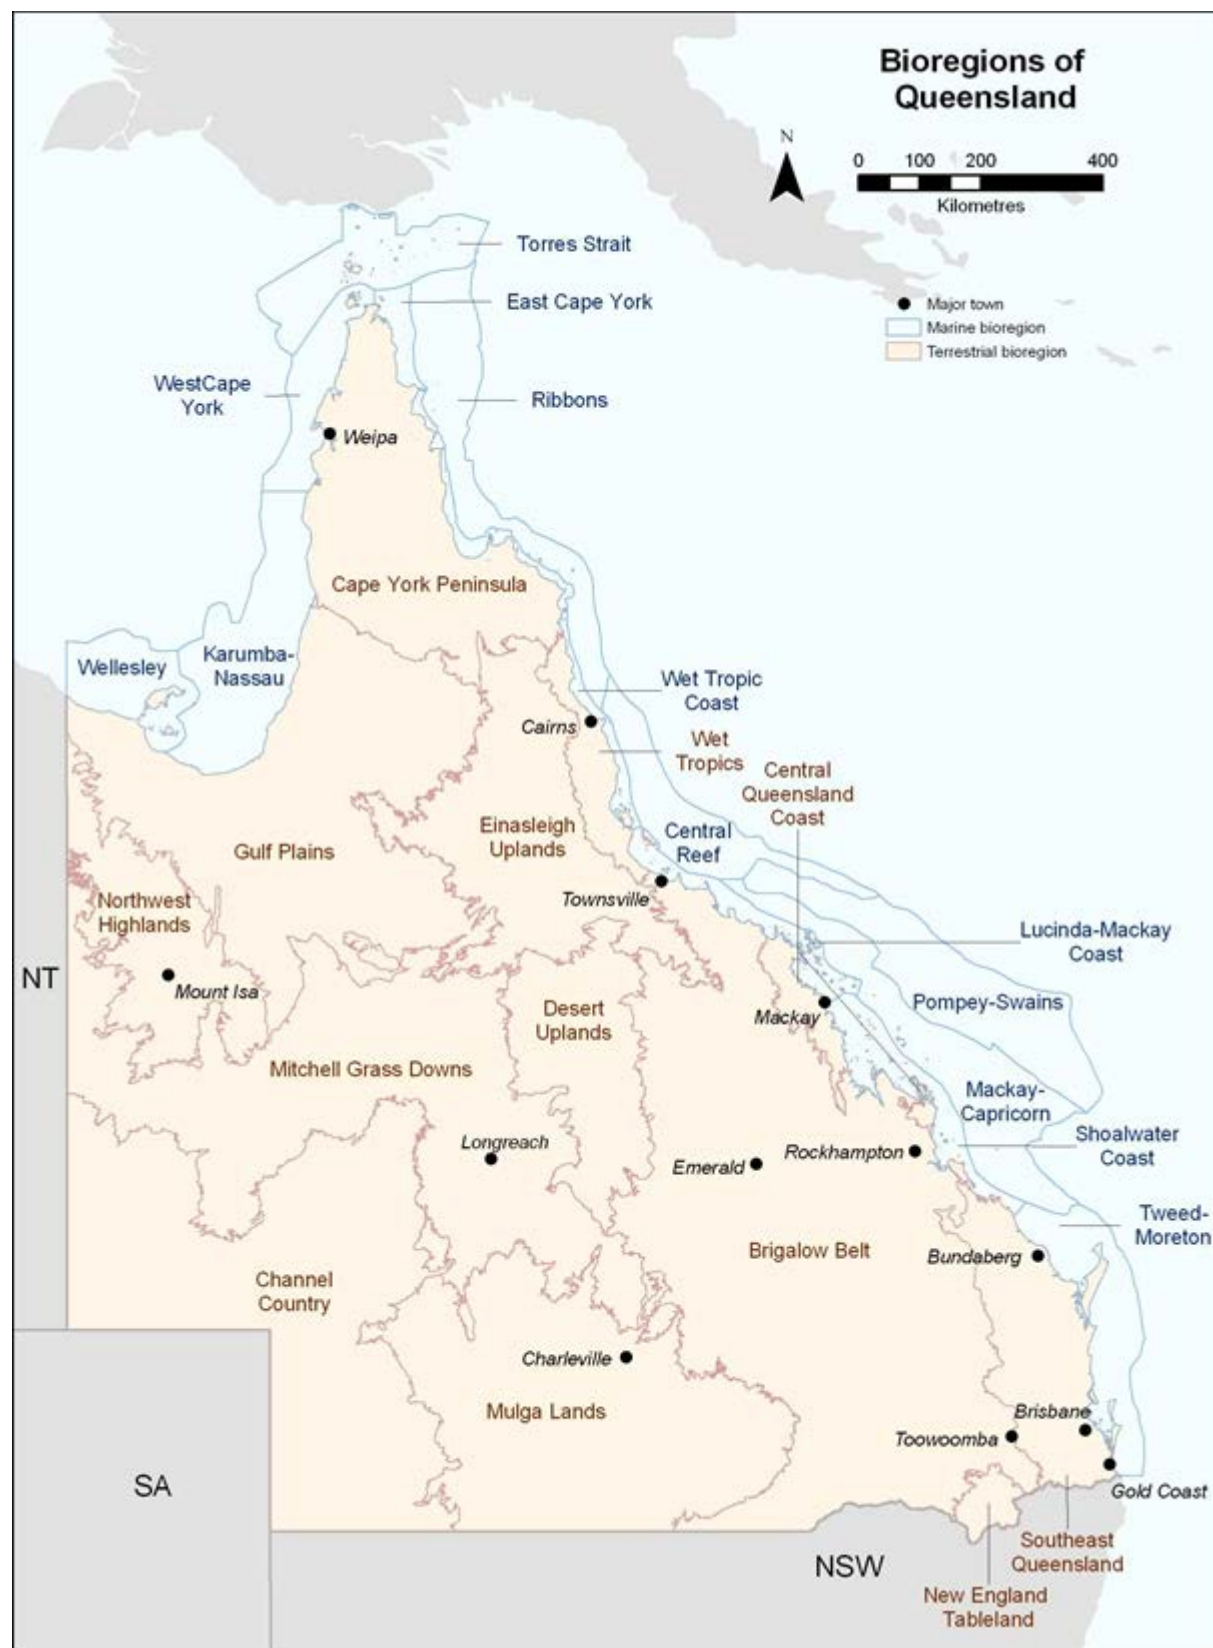 Bioregions of
Queensland
N
0 100 200 400
Kilometres
Major town
Marine bioregion
Terrestrial bioregion
Torres Strait
East Cape York
WestCape
York
Ribbons
Weipa
Cape York Peninsula
Wellesley
Karumba-
Nassau
Wet Tropic
Coast
Cairns
Wet
Tropics
Central
Queensland
Coast
Einasleigh
Uplands
Central
Reef
Gulf Plains
Northwest
Highlands
Townsville
Lucinda-Mackay
Coast
NT
Mount Isa
Desert
Uplands
Mackay
Pompey-Swains
Mitchell Grass Downs
Mackay-
Capricorn
Longreach
Emerald
Rockhampton
Shoalwater
Coast
Tweed-
Moreton
Brigalow Belt
Bundaberg
Channel
Country
Charleville
Mulga Lands
Brisbane
Toowoomba
SA
Gold Coast
NSW
Southeast
Queensland
New England
Tableland